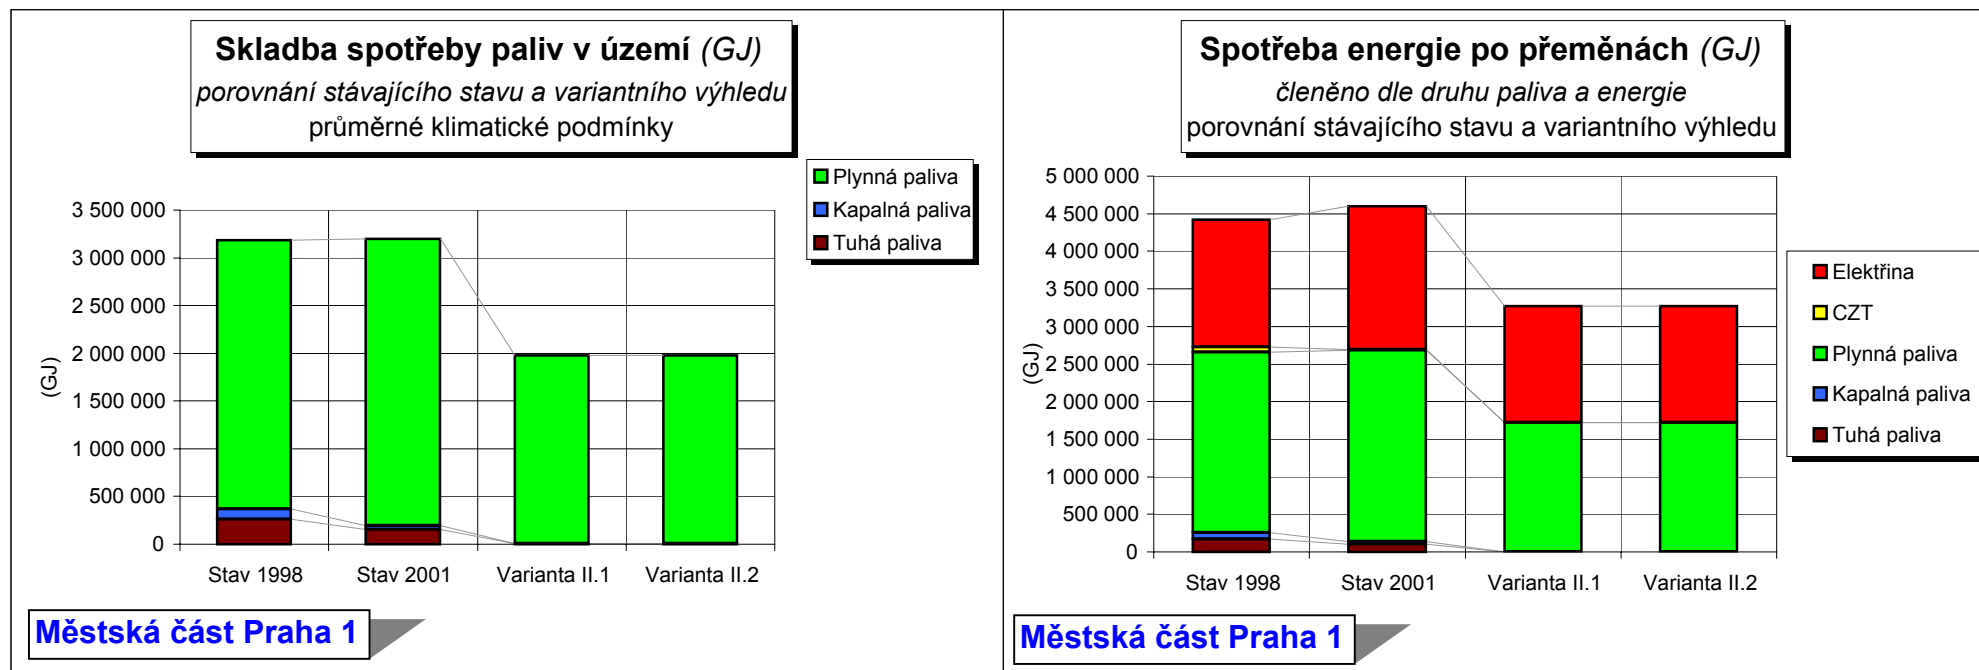 Skladba spotřeby paliv v území (GJ)
porovnání stávajícího stavu a variantního výhledu
průměrné klimatické podmínky
Plynná paliva
Kapalná paliva
Tuhá paliva
3 500 000
3 000 000
2 500 000
2 000 000
1 500 000
1 000 000
500 000
0
(GJ)
Stav 1998
Stav 2001
Varianta II.1
Varianta II.2
Městská část Praha 1
Spotřeba energie po přeměnách (GJ)
členěno dle druhu paliva a energie
porovnání stávajícího stavu a variantního výhledu
5 000 000
4 500 000
4 000 000
3 500 000
3 000 000
2 500 000
2 000 000
1 500 000
1 000 000
500 000
0
(GJ)
Elektřina
CZT
Plynná paliva
Kapalná paliva
Tuhá paliva
Stav 1998
Stav 2001
Varianta II.1
Varianta II.2
Městská část Praha 1